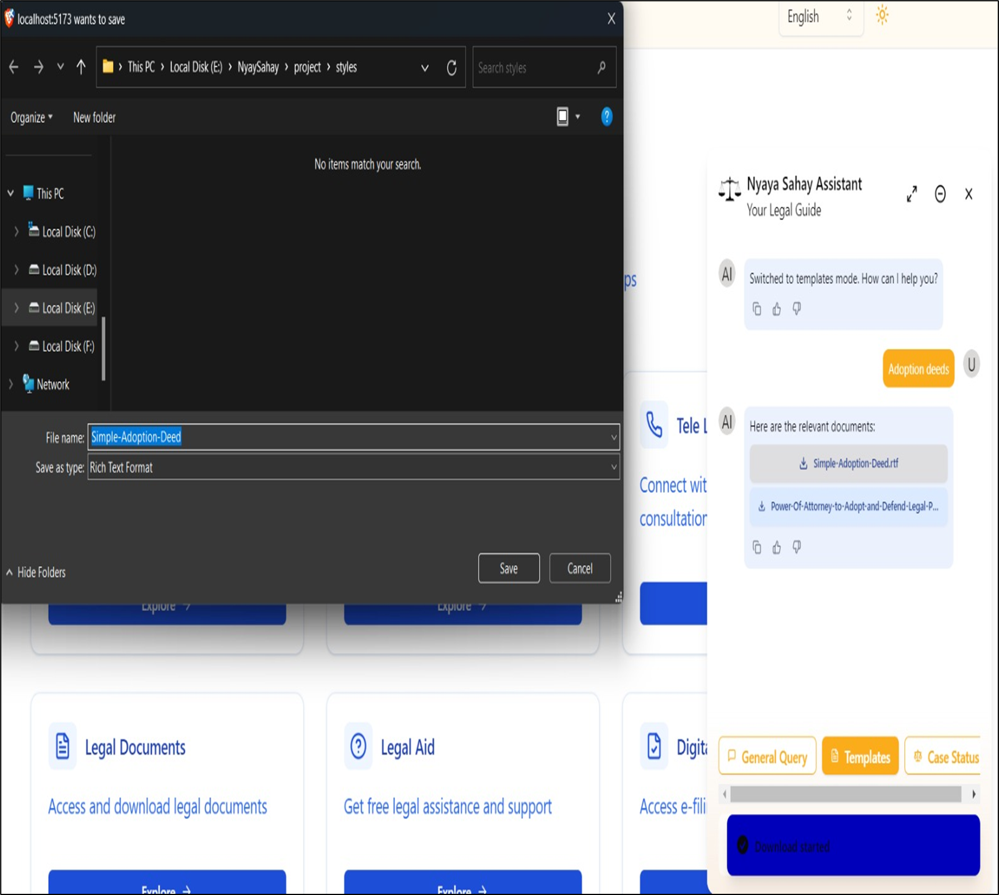 localhost:5173 wants to save
This PC > Local Disk (E:) > NyaySahay > project > styles
Search styles
Organize
New folder
No items match your search.
This PC
Local Disk (C:)
Local Disk (D:)
Local Disk (E:)
Local Disk (F:)
Network
File name: Simple-Adoption-Deed
Save as type: Rich Text Format
Hide Folders
Save
Cancel
English
ps
Tele L
Connect wit
consultation
Explore →
Explore →
Legal Documents
Access and download legal documents
Explore →
Legal Aid
Get free legal assistance and support
Explore →
Digita
Access e-fili
Nyaya Sahay Assistant
Your Legal Guide
AI
Switched to templates mode. How can I help you?
Adoption deeds
U
AI
Here are the relevant documents:
Simple-Adoption-Deed.rtf
Power-Of-Attorney-to-Adopt-and-Defend-Legal-P...
General Query
Templates
Case Status
Download started